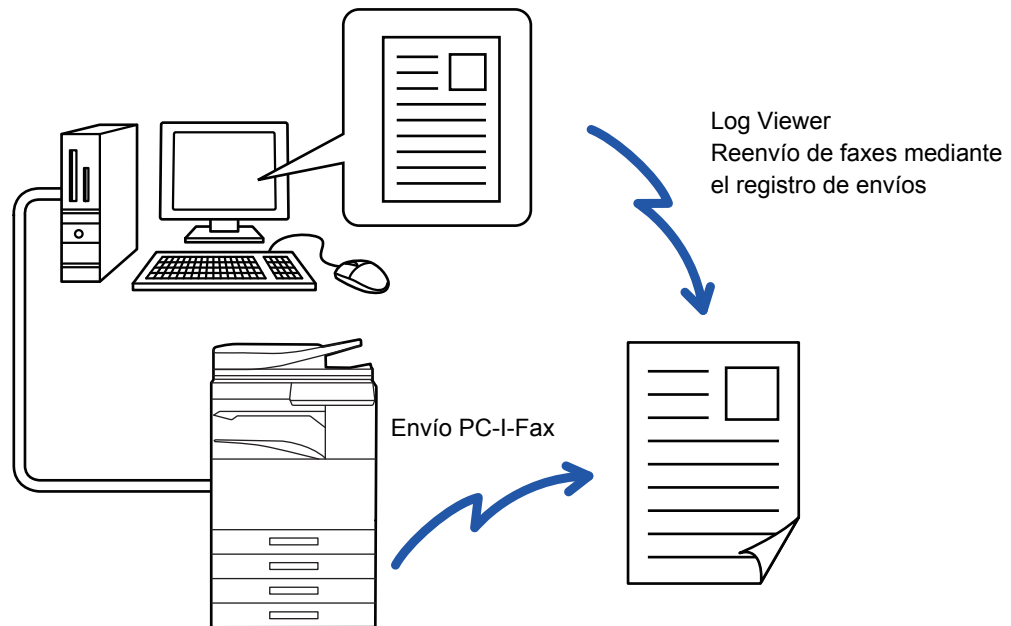 Log Viewer
Reenvío de faxes mediante
el registro de envíos
Envío PC-I-Fax